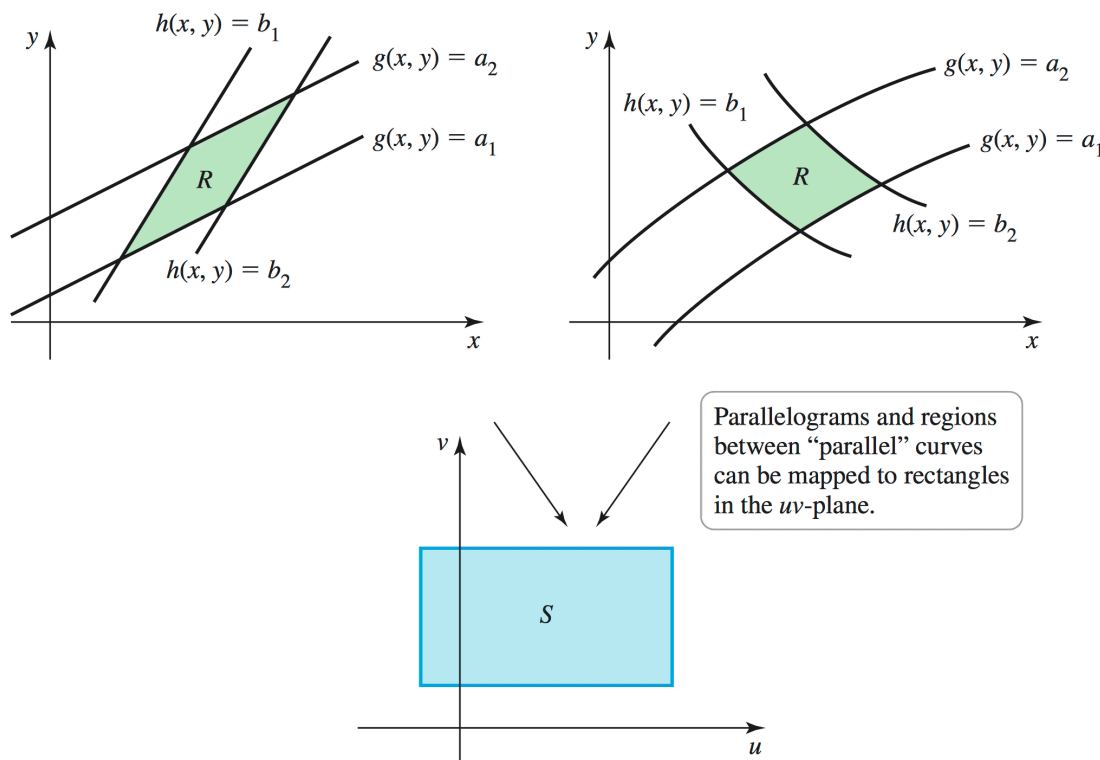 y
h(x, y) = b₁
g(x, y) = a₂
g(x, y) = a₁
R
h(x, y) = b₂
x
y
h(x, y) = b₁
g(x, y) = a₂
g(x, y) = a₁
R
h(x, y) = b₂
x
Parallelograms and regions
between “parallel” curves
can be mapped to rectangles
in the uv-plane.
v
S
u